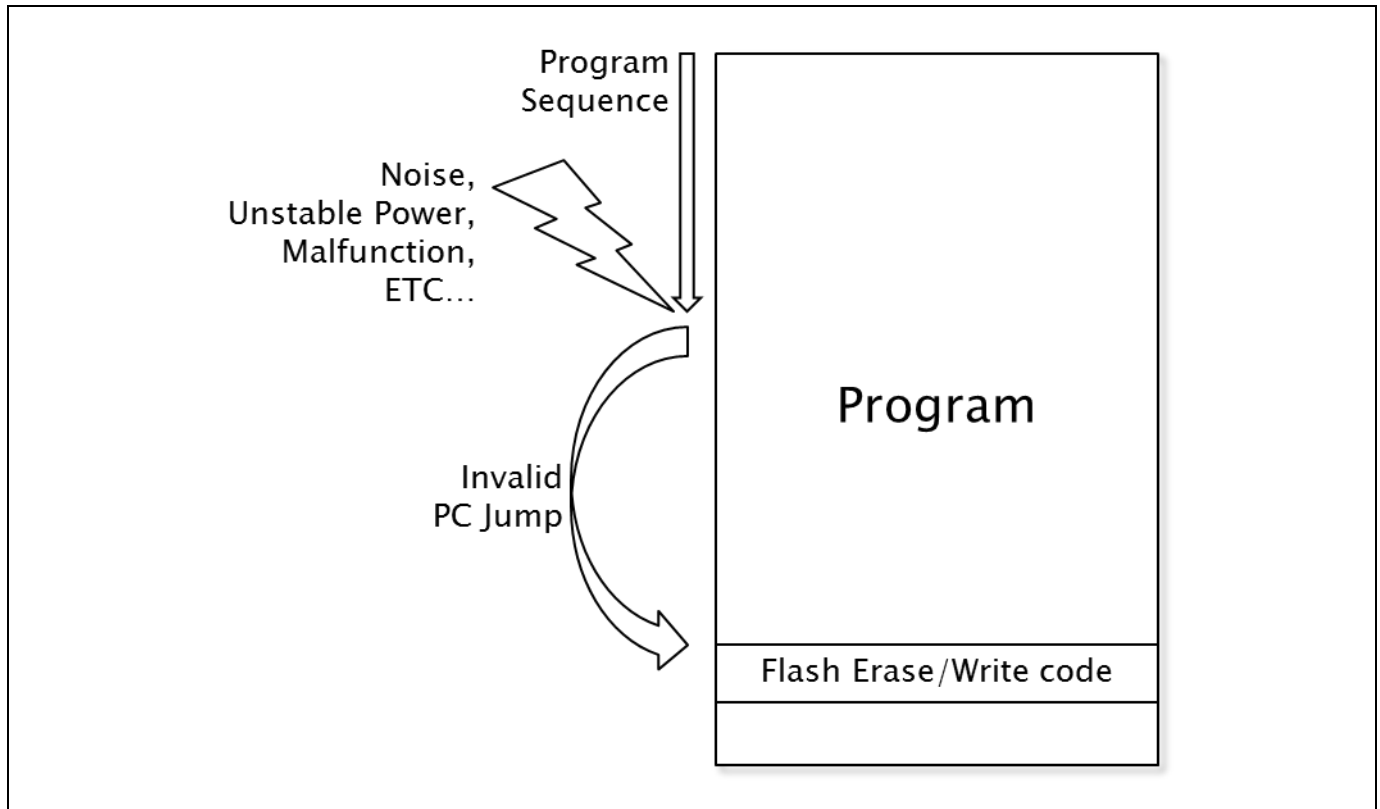 Program
Sequence
Noise,
Unstable Power,
Malfunction,
ETC...
Program
Invalid
PC Jump
Flash Erase/Write code